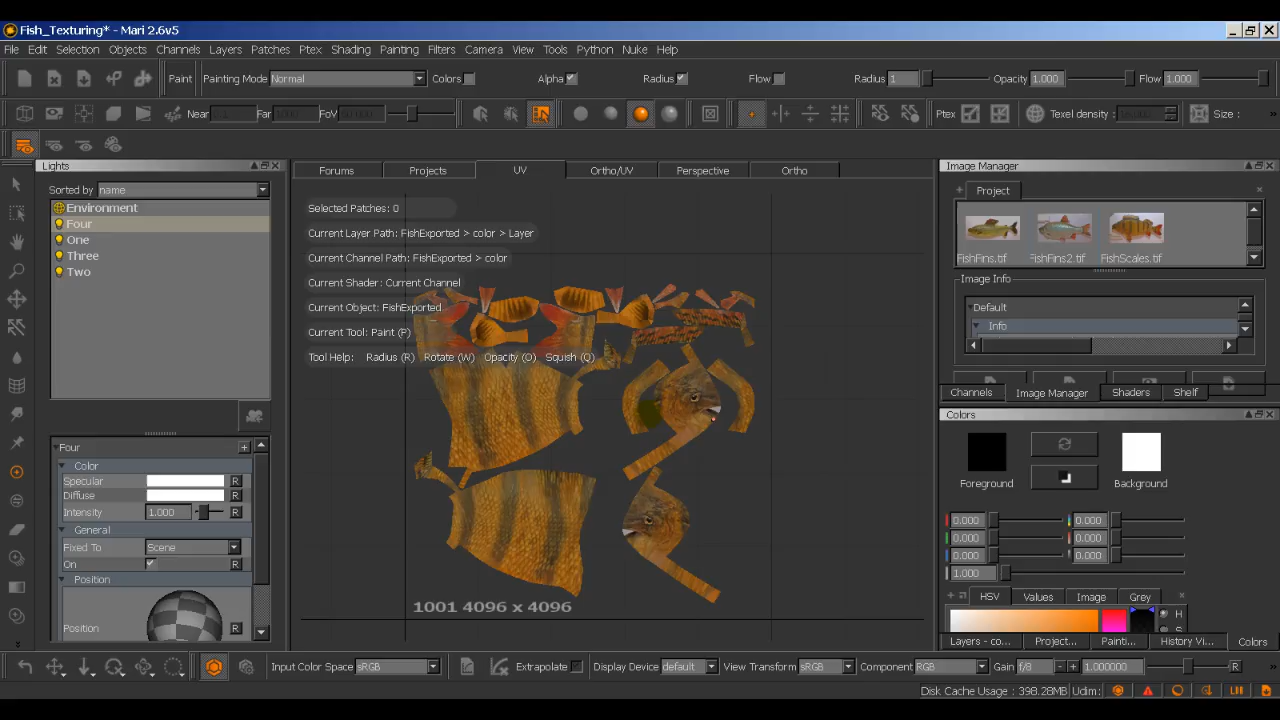 Fish_Texturing* - Mari 2.6v5
File Edit Selection Objects Channels Layers Patches Ptex Shading Painting Filters Camera View Tools Python Nuke Help
Paint Painting Mode Normal Colors Alpha Radius Flow Radius 1 Opacity 1.000 Flow 1.000
Near Far FoV Ptex Texel density : Size :
Lights
Sorted by name
Environment
Four
One
Three
Two
Four
Color
Specular R
Diffuse R
Intensity 1.000 R
General
Fixed To Scene R
On R
Position
Position R
Forums Projects UV Ortho/UV Perspective Ortho
Selected Patches: 0
Current Layer Path: FishExported > color > Layer
Current Channel Path: FishExported > color
Current Shader: Current Channel
Current Object: FishExported
Current Tool: Paint (P)
Tool Help: Radius (R) Rotate (W) Opacity (O) Squish (Q)
1001 4096 x 4096
Image Manager
Project
FishFins.tif FishFins2.tif FishScales.tif
Image Info
Default
Info
Channels Image Manager Shaders Shelf
Colors
Foreground Background
0.000 0.000
0.000 0.000
0.000 0.000
1.000
HSV Values Image Grey
H
S
Layers - co... Project... Painti... History Vi... Colors
Input Color Space sRGB Extrapolate Display Device default View Transform sRGB Component RGB Gain f/8 - + 1.000000 R
Disk Cache Usage : 398.28MB Udim: